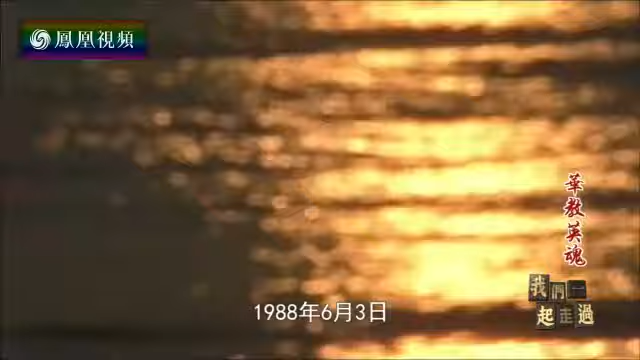 鳳凰視頻
華教英魂
我們一
起走過
1988年6月3日